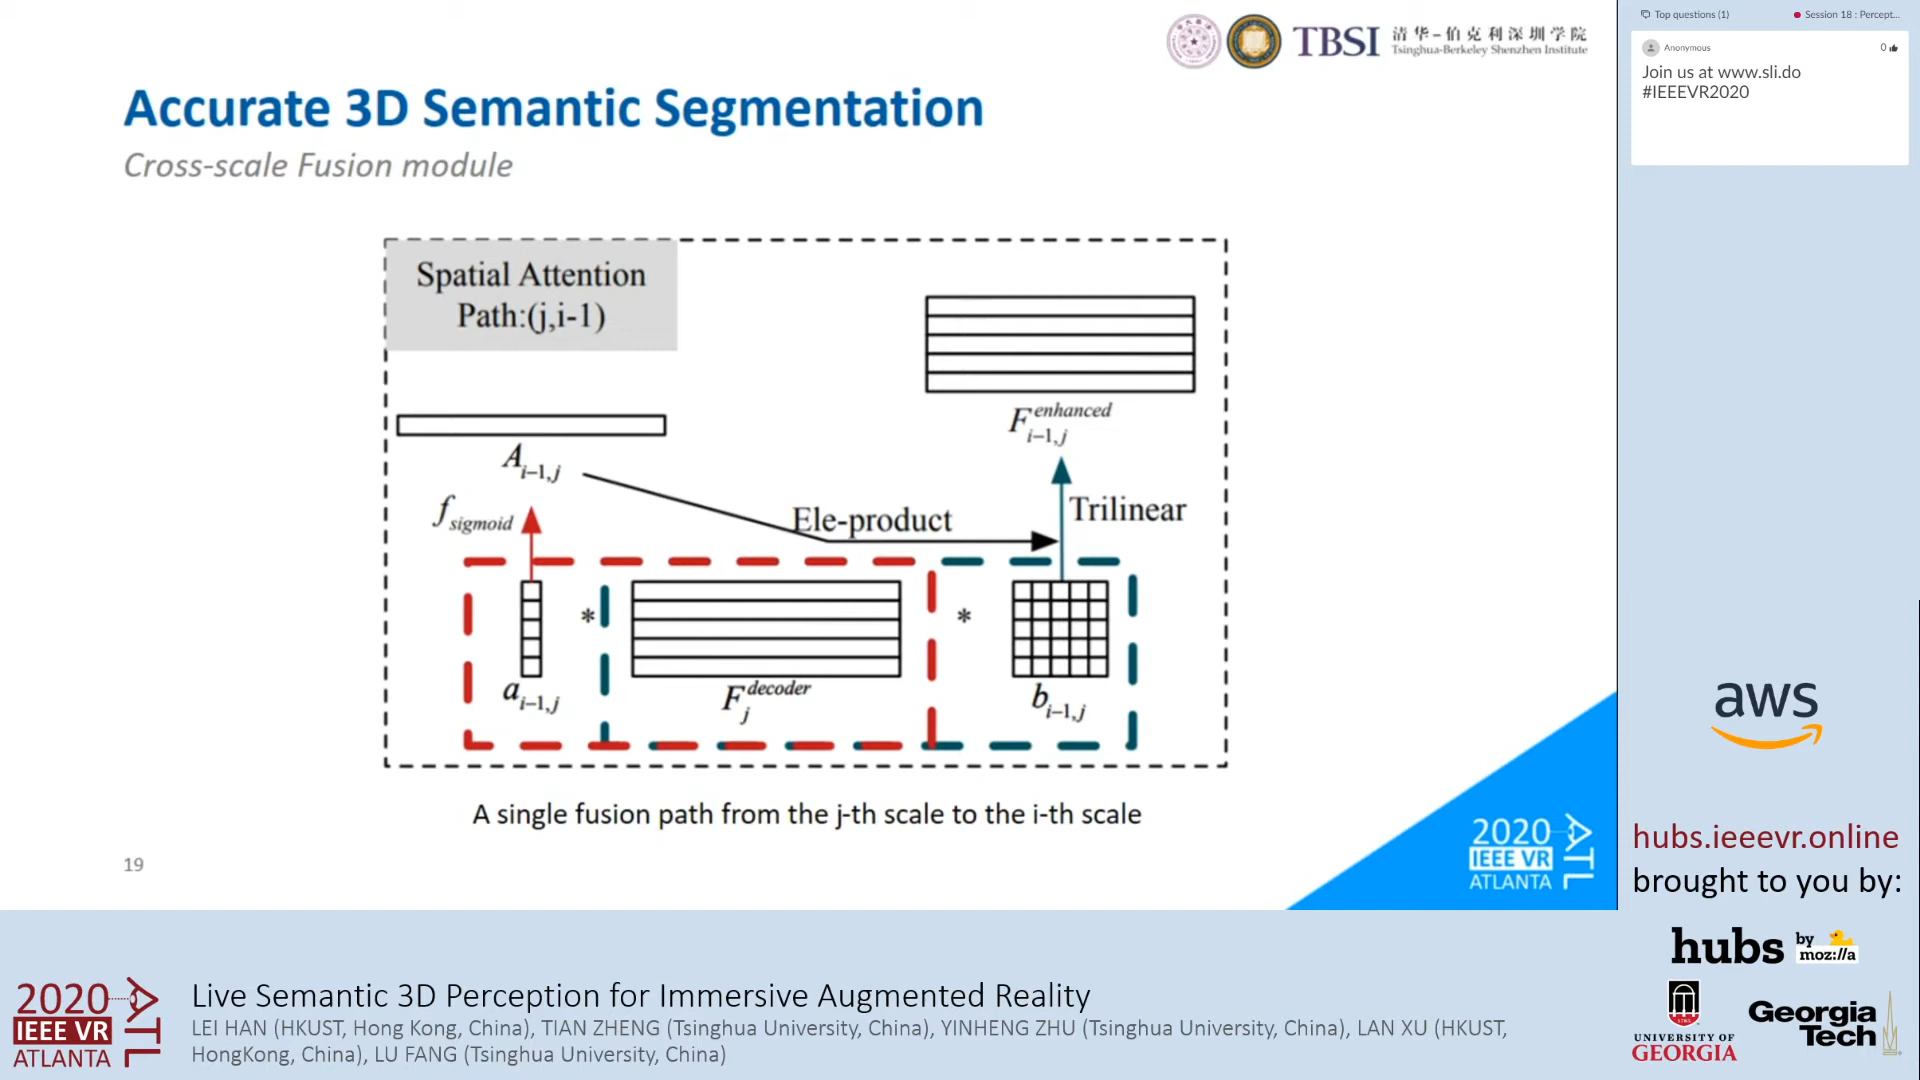 TBSI 清华-伯克利深圳学院
Tsinghua-Berkeley Shenzhen Institute
Accurate 3D Semantic Segmentation
Cross-scale Fusion module
Spatial Attention
Path:(j,i-1)
F enhanced i-1,j
A i-1,j
f sigmoid
Ele-product
Trilinear
*
*
a i-1,j
F decoder j
b i-1,j
A single fusion path from the j-th scale to the i-th scale
19
2020
IEEE VR
ATLANTA
ATL
Top questions (1)
Session 18 : Percept...
Anonymous
0
Join us at www.sli.do
#IEEEVR2020
aws
hubs.ieeevr.online
brought to you by:
hubs by moz://a
UNIVERSITY OF
GEORGIA
Georgia
Tech
2020
IEEE VR
ATLANTA
ATL
Live Semantic 3D Perception for Immersive Augmented Reality
LEI HAN (HKUST, Hong Kong, China), TIAN ZHENG (Tsinghua University, China), YINHENG ZHU (Tsinghua University, China), LAN XU (HKUST,
HongKong, China), LU FANG (Tsinghua University, China)